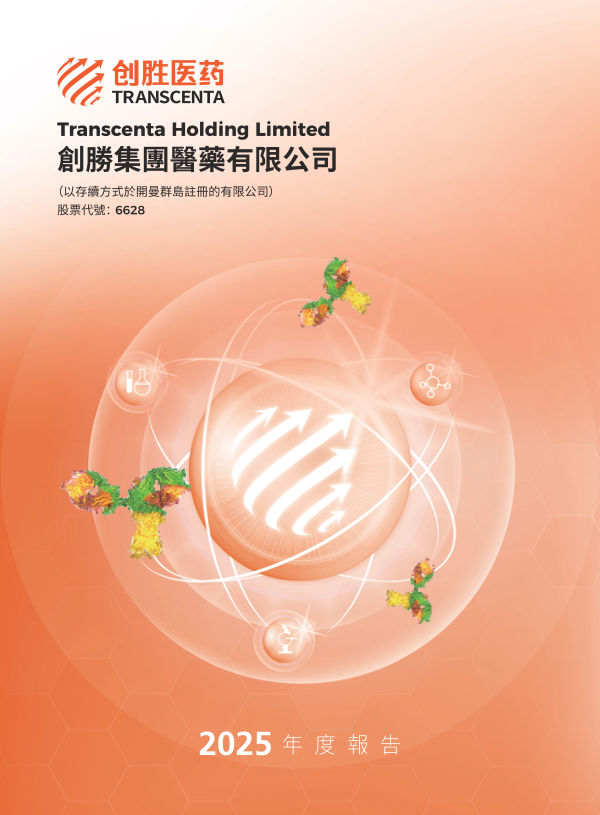 创胜医药
TRANSCENTA
Transcenta Holding Limited
創勝集團醫藥有限公司
（以存續方式於開曼群島註冊的有限公司）
股票代號：6628
2025 年度報告